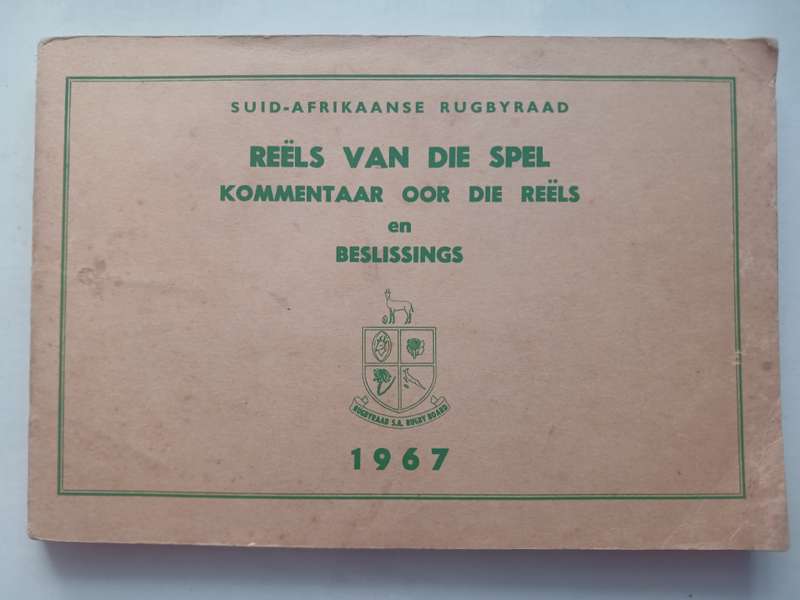 SUID-AFRIKAANSE RUGBYRAAD
REËLS VAN DIE SPEL
KOMMENTAAR OOR DIE REËLS
en
BESLISSINGS
RUGBYRAAD S.A. RUGBY BOARD
1967